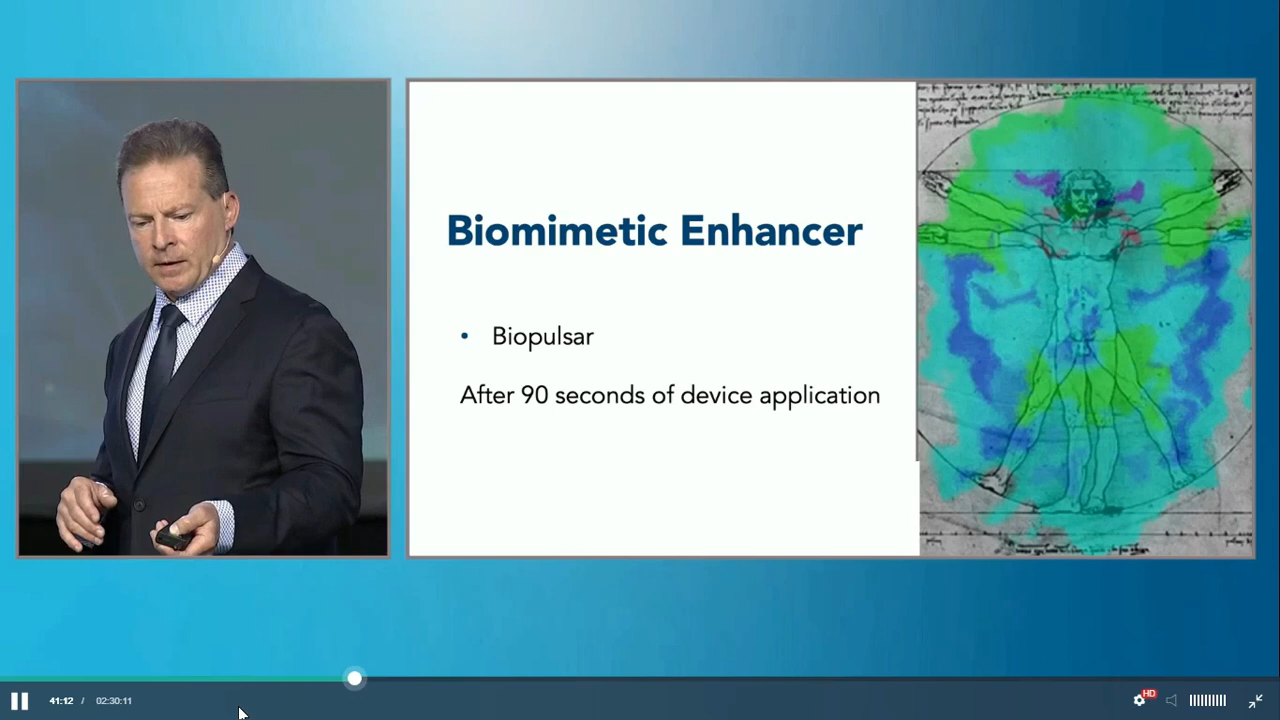 Biomimetic Enhancer
• Biopulsar
After 90 seconds of device application
41:12 / 02:30:11
HD